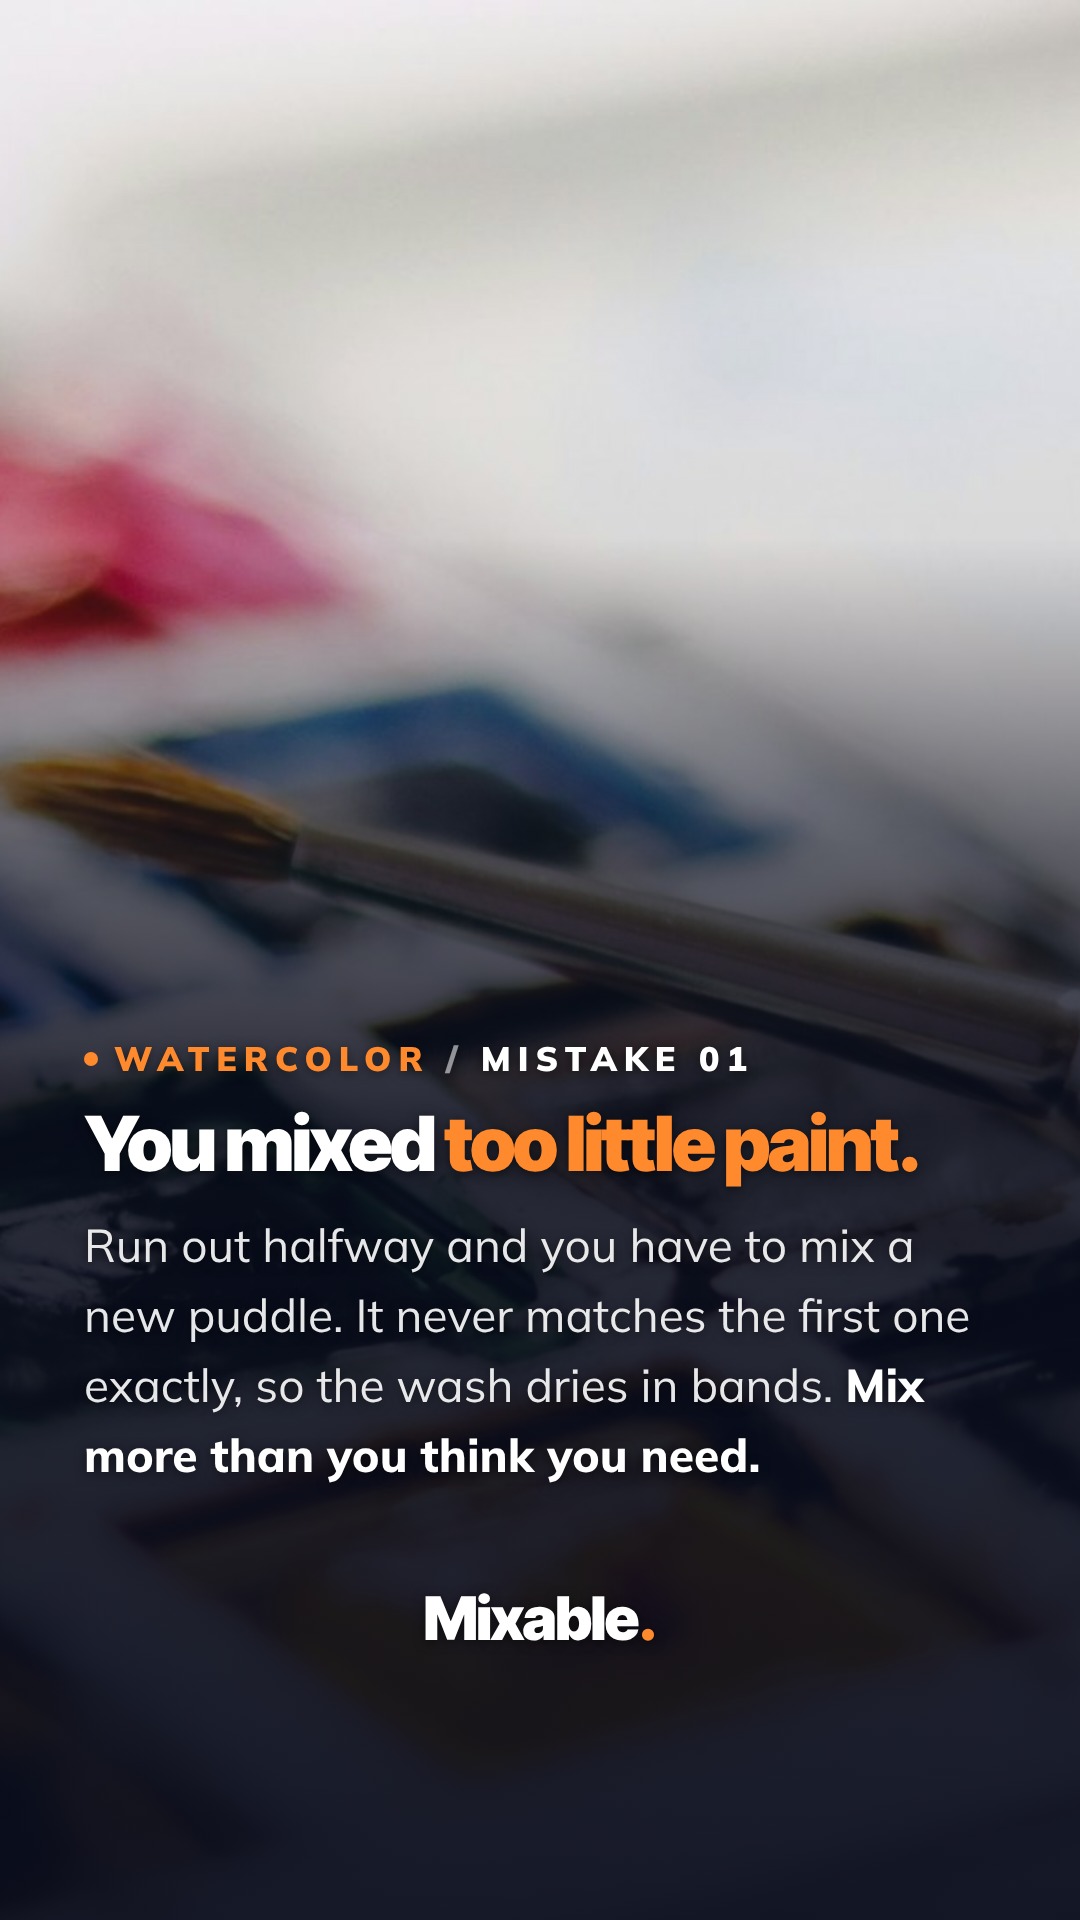 • WATERCOLOR / MISTAKE 01
You mixed too little paint.
Run out halfway and you have to mix a
new puddle. It never matches the first one
exactly, so the wash dries in bands. Mix
more than you think you need.
Mixable.